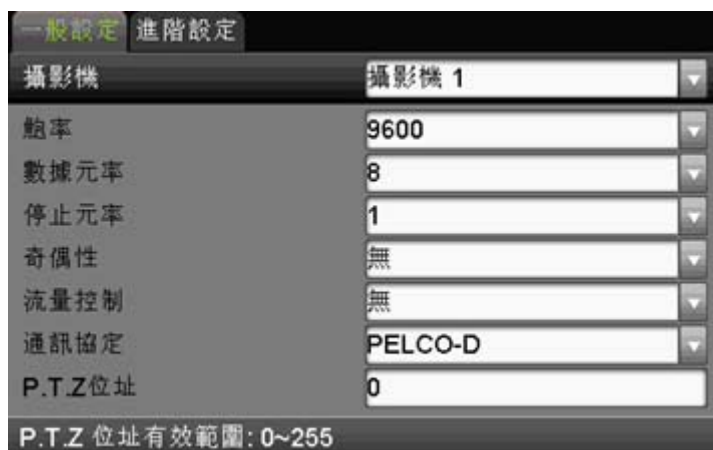 一般設定 進階設定
攝影機 攝影機 1
鮑率 9600
數據元率 8
停止元率 1
奇偶性 無
流量控制 無
通訊協定 PELCO-D
P.T.Z位址 0
P.T.Z 位址有效範圍: 0~255